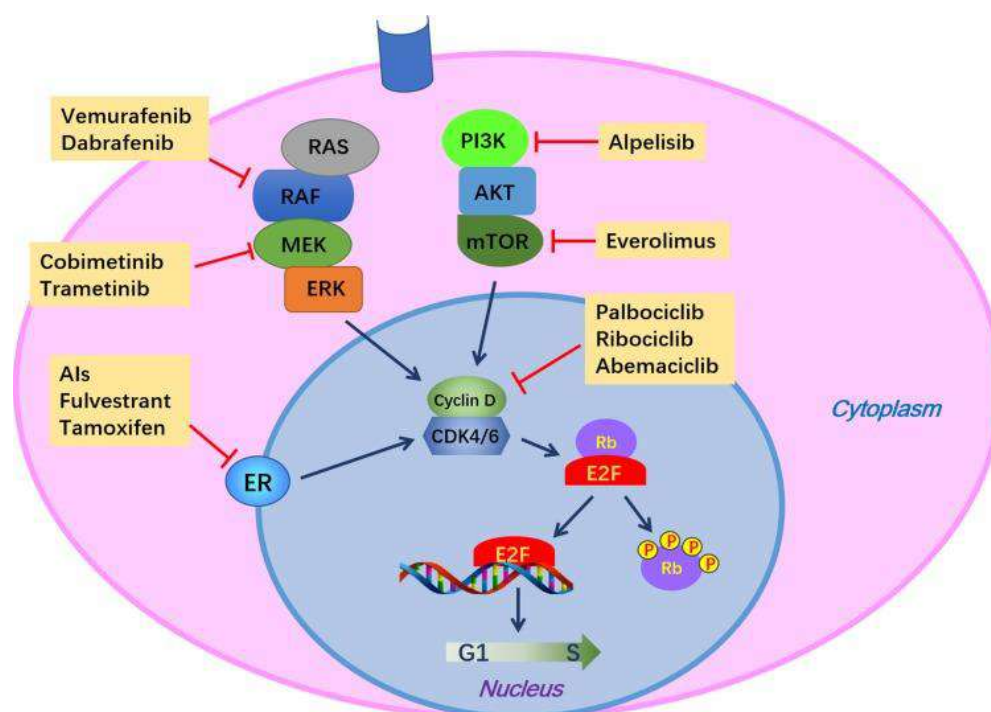 Vemurafenib
Dabrafenib
RAS
RAF
MEK
ERK
PI3K
AKT
mTOR
Alpelisib
Everolimus
Cobimetinib
Trametinib
Palbociclib
Ribociclib
Abemaciclib
AIs
Fulvestrant
Tamoxifen
ER
Cyclin D
CDK4/6
Cytoplasm
Rb
E2F
E2F
P
P
P
P
Rb
G1
S
Nucleus